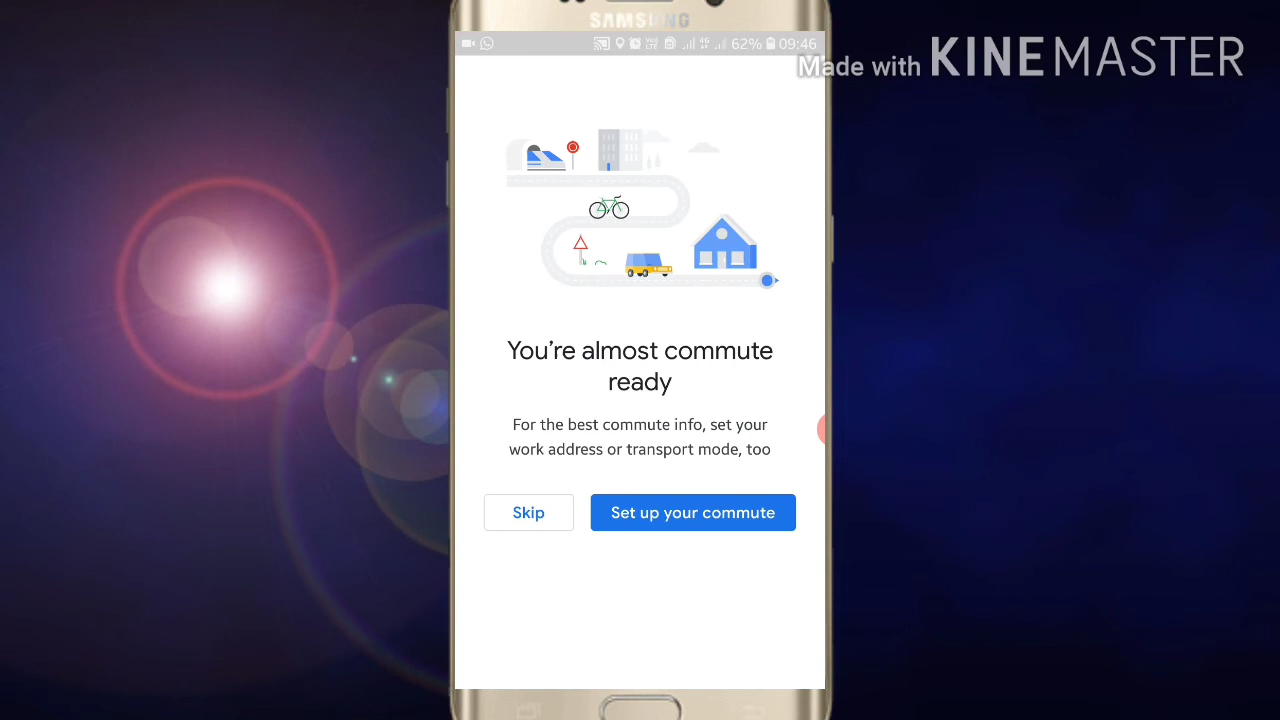 SAMSUNG
62% 09:46
Made with KINEMASTER
You're almost commute
ready
For the best commute info, set your
work address or transport mode, too
Skip
Set up your commute